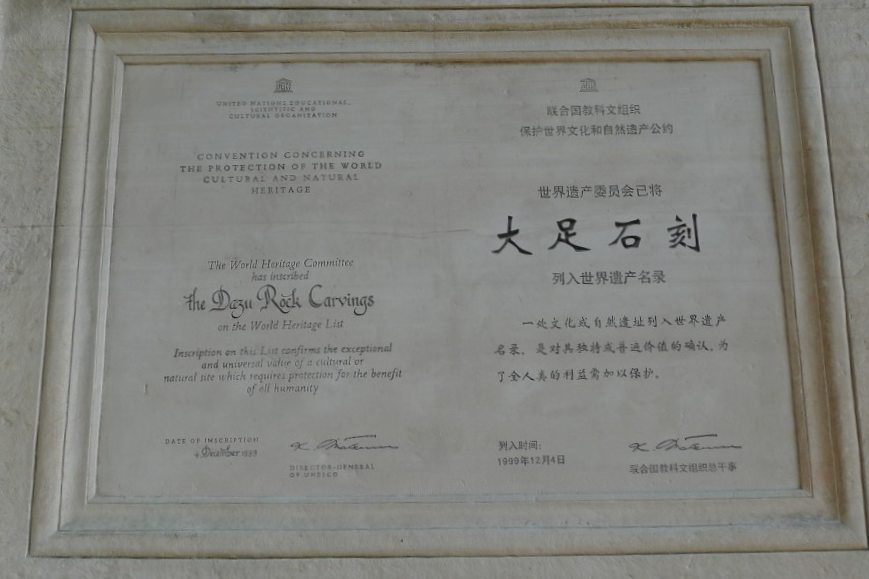 UNITED NATIONS EDUCATIONAL,
SCIENTIFIC AND
CULTURAL ORGANIZATION
CONVENTION CONCERNING
THE PROTECTION OF THE WORLD
CULTURAL AND NATURAL
HERITAGE
The World Heritage Committee
has inscribed
the Dazu Rock Carvings
on the World Heritage List
Inscription on this List confirms the exceptional
and universal value of a cultural or
natural site which requires protection for the benefit
of all humanity
DATE OF INSCRIPTION
4 December 1999
DIRECTOR-GENERAL
OF UNESCO
联合国教科文组织
保护世界文化和自然遗产公约
世界遗产委员会已将
大足石刻
列入世界遗产名录
一处文化或自然遗址列入世界遗产
名录，是对其独特或普遍价值的确认，为
了全人类的利益需加以保护。
列入时间：
1999年12月4日
联合国教科文组织总干事